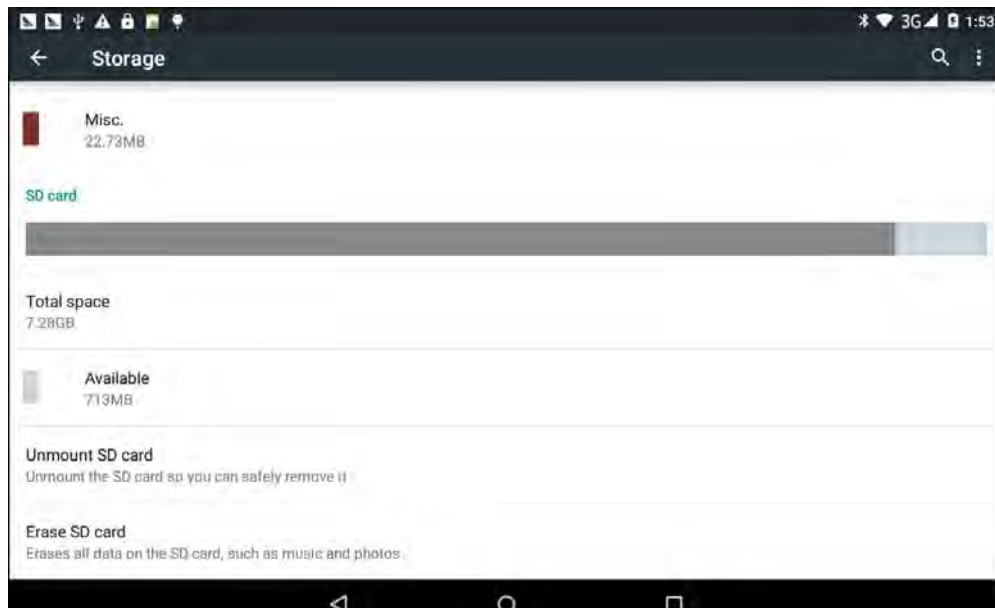 3G 1:53
Storage
Misc.
22.73MB
SD card
Total space
7.28GB
Available
713MB
Unmount SD card
Unmount the SD card so you can safely remove it
Erase SD card
Erases all data on the SD card, such as music and photos